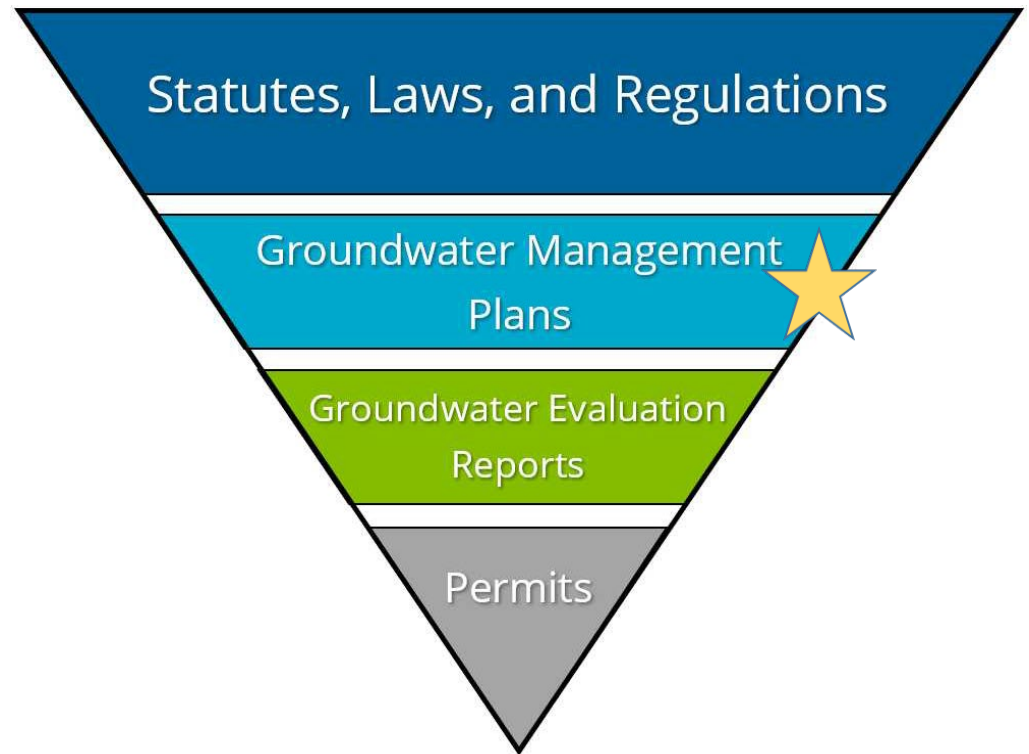 Statutes, Laws, and Regulations
Groundwater Management
Plans
Groundwater Evaluation
Reports
Permits